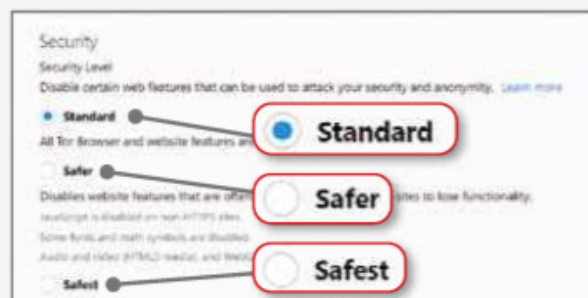 Security
Security Level
Disable certain web features that can be used to attack your security and anonymity. Learn more
Standard
Standard
All Tor Browser and website features are
Safer
Safer
Disables website features that are often sites to lose functionality.
JavaScript is disabled on non-HTTPS sites.
Some fonts and math symbols are disabled.
Audio and video (HTML5 media), and WebG
Safest
Safest